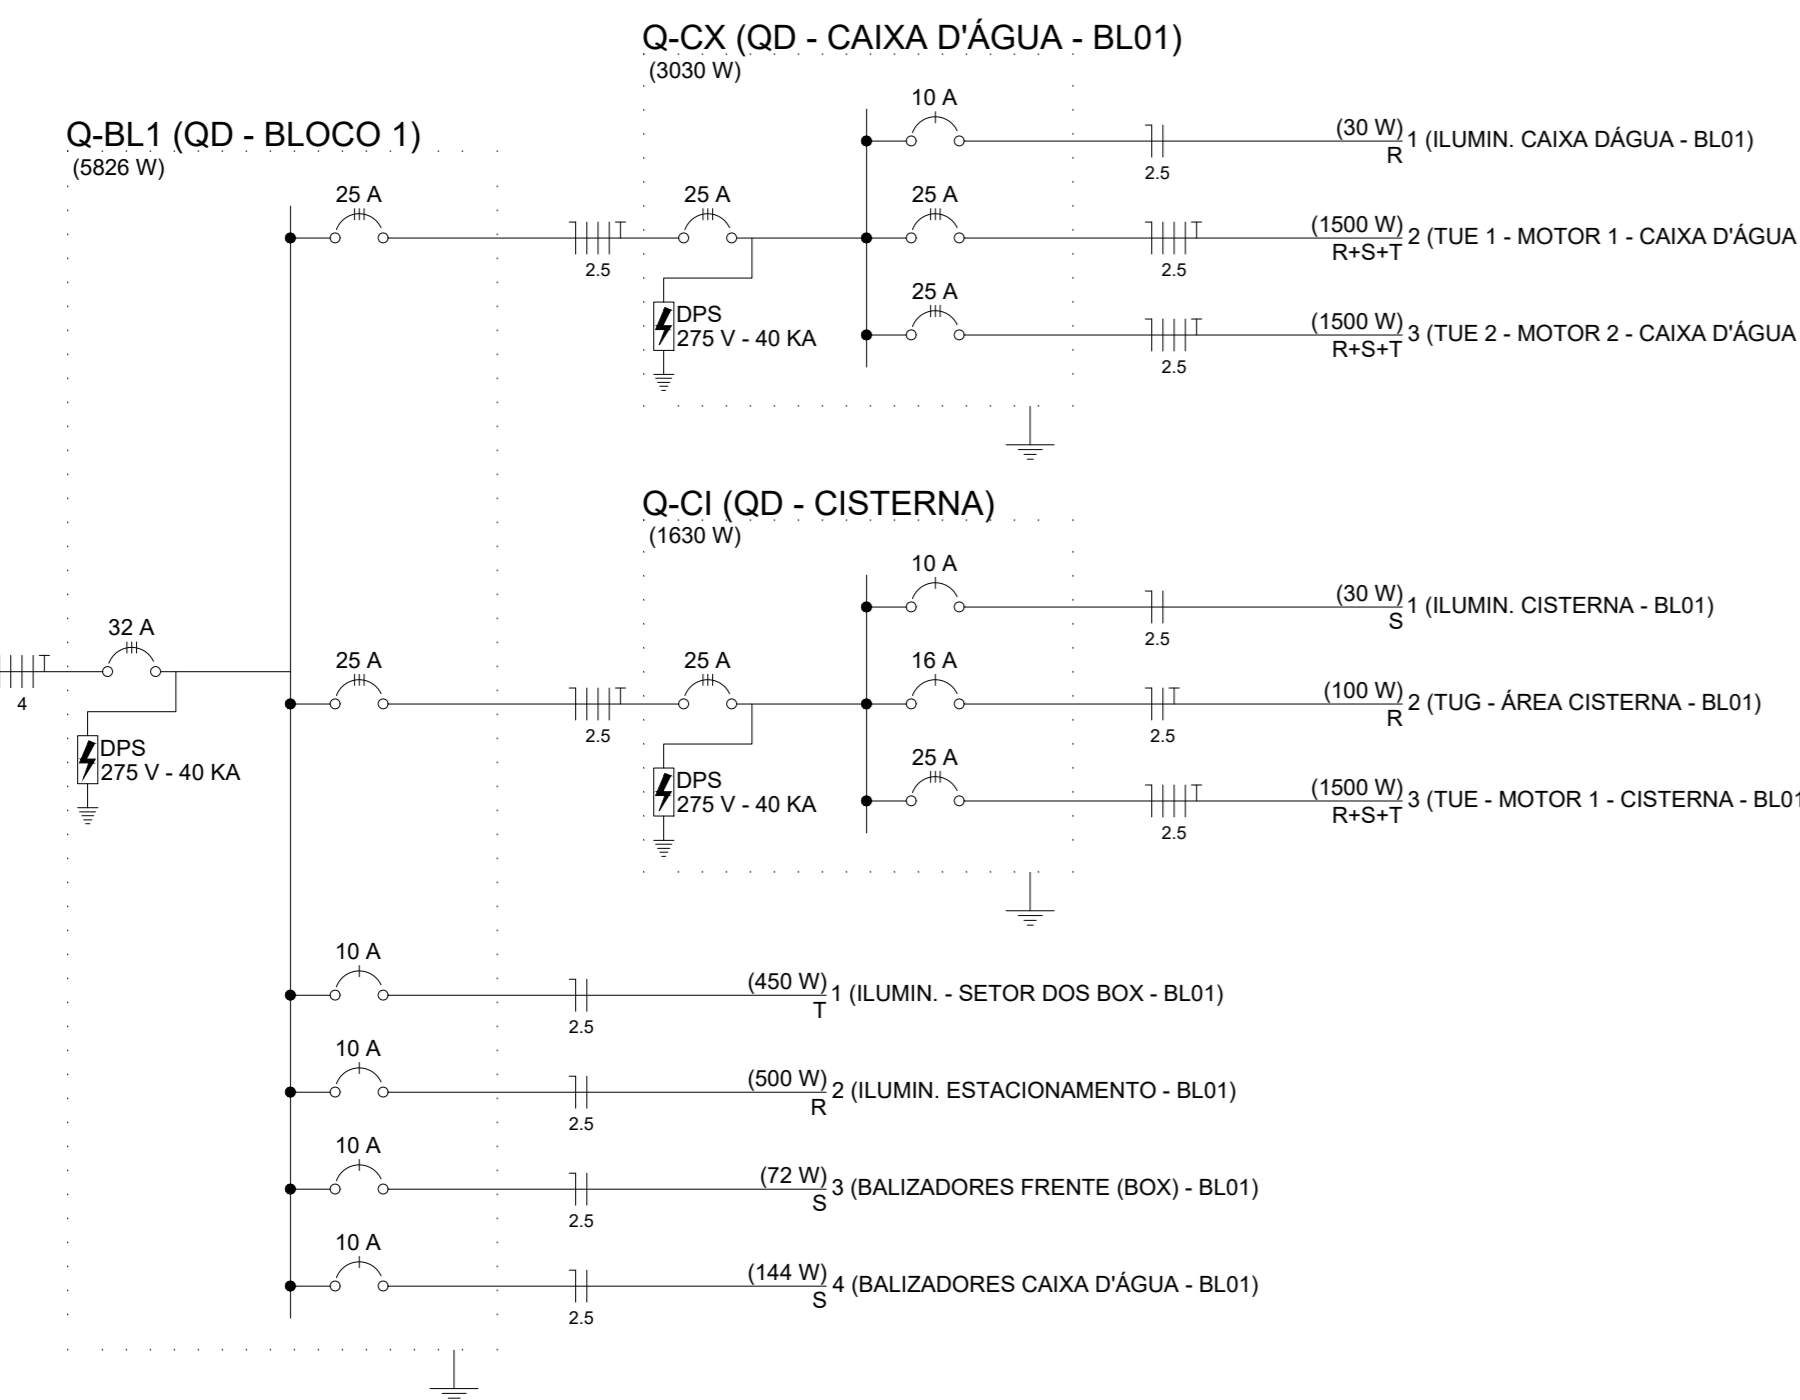 Q-CX (QD - CAIXA D'ÁGUA - BL01)
(3030 W)
10 A
(30 W)
R
1 (ILUMIN. CAIXA DÁGUA - BL01)
2.5
Q-BL1 (QD - BLOCO 1)
(5826 W)
25 A
2.5
25 A
25 A
(1500 W)
R+S+T
2 (TUE 1 - MOTOR 1 - CAIXA D'ÁGUA
2.5
DPS
275 V - 40 KA
25 A
(1500 W)
R+S+T
3 (TUE 2 - MOTOR 2 - CAIXA D'ÁGUA
2.5
Q-CI (QD - CISTERNA)
(1630 W)
10 A
(30 W)
S
1 (ILUMIN. CISTERNA - BL01)
2.5
32 A
4
DPS
275 V - 40 KA
25 A
2.5
25 A
16 A
(100 W)
R
2 (TUG - ÁREA CISTERNA - BL01)
2.5
DPS
275 V - 40 KA
25 A
(1500 W)
R+S+T
3 (TUE - MOTOR 1 - CISTERNA - BL01
2.5
10 A
(450 W)
T
1 (ILUMIN. - SETOR DOS BOX - BL01)
2.5
10 A
(500 W)
R
2 (ILUMIN. ESTACIONAMENTO - BL01)
2.5
10 A
(72 W)
S
3 (BALIZADORES FRENTE (BOX) - BL01)
2.5
10 A
(144 W)
S
4 (BALIZADORES CAIXA D'ÁGUA - BL01)
2.5